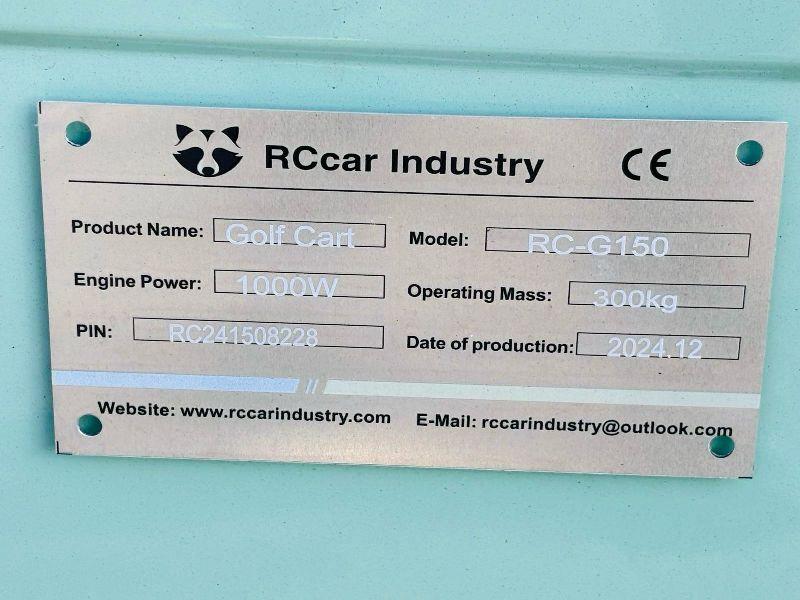 RCcar Industry CE
Product Name: Golf Cart Model: RC-G150
Engine Power: 1000W Operating Mass: 300kg
PIN: RC241508228 Date of production: 2024.12
Website: www.rccarindustry.com E-Mail: rccarindustry@outlook.com